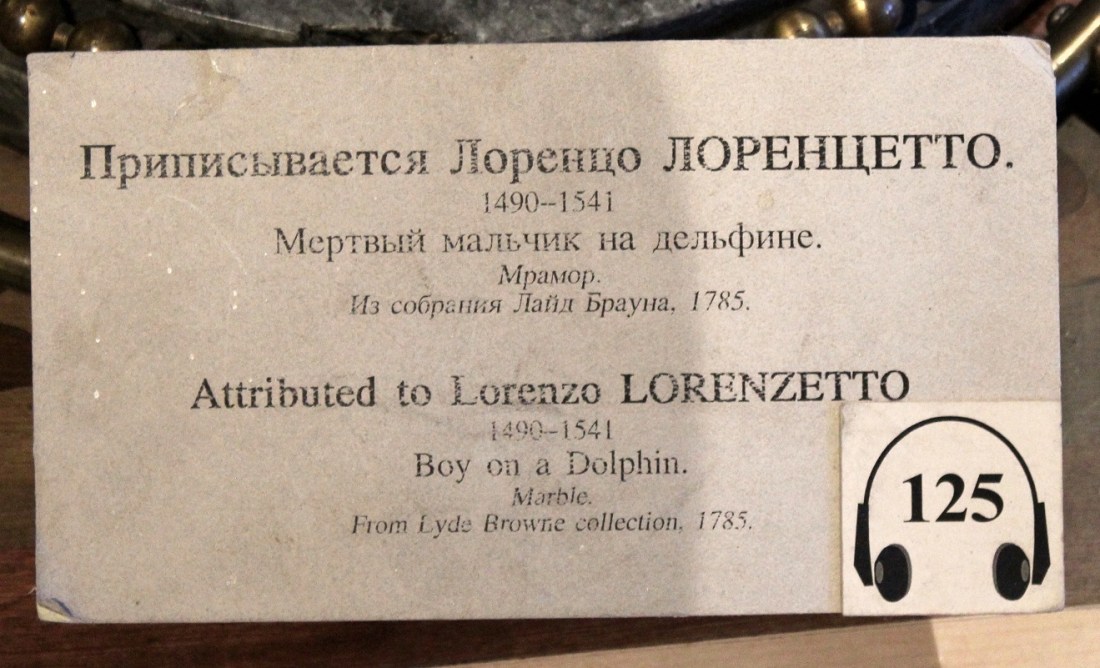 Приписывается Лоренцо ЛОРЕНЦЕТТО.
1490--1541
Мертвый мальчик на дельфине.
Мрамор.
Из собрания Лайд Брауна, 1785.
Attributed to Lorenzo LORENZETTO
1490--1541
Boy on a Dolphin.
Marble.
From Lyde Browne collection, 1785.
125